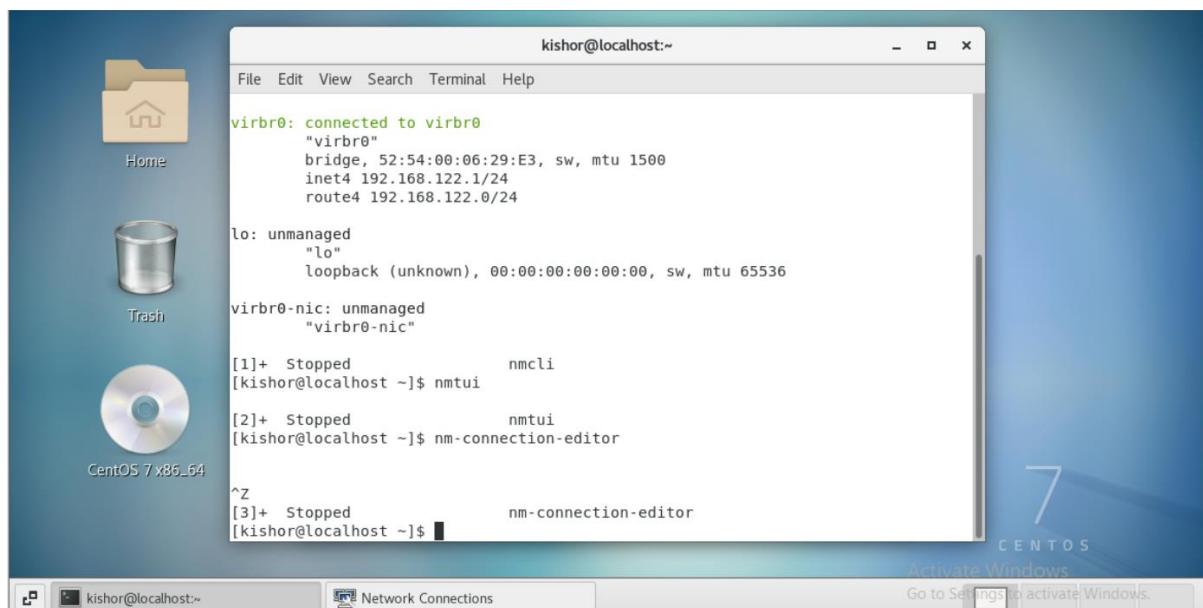 kishor@localhost:~
File Edit View Search Terminal Help
virbr0: connected to virbr0
"virbr0"
bridge, 52:54:00:06:29:E3, sw, mtu 1500
inet4 192.168.122.1/24
route4 192.168.122.0/24
lo: unmanaged
"lo"
loopback (unknown), 00:00:00:00:00:00, sw, mtu 65536
virbr0-nic: unmanaged
"virbr0-nic"
[1]+ Stopped nmcli
[kishor@localhost ~]$ nmtui
[2]+ Stopped nmtui
[kishor@localhost ~]$ nm-connection-editor
^Z
[3]+ Stopped nm-connection-editor
[kishor@localhost ~]$
Home
Trash
CentOS 7 x86_64
7
CENTOS
Activate Windows
Go to Settings to activate Windows.
kishor@localhost:~
Network Connections